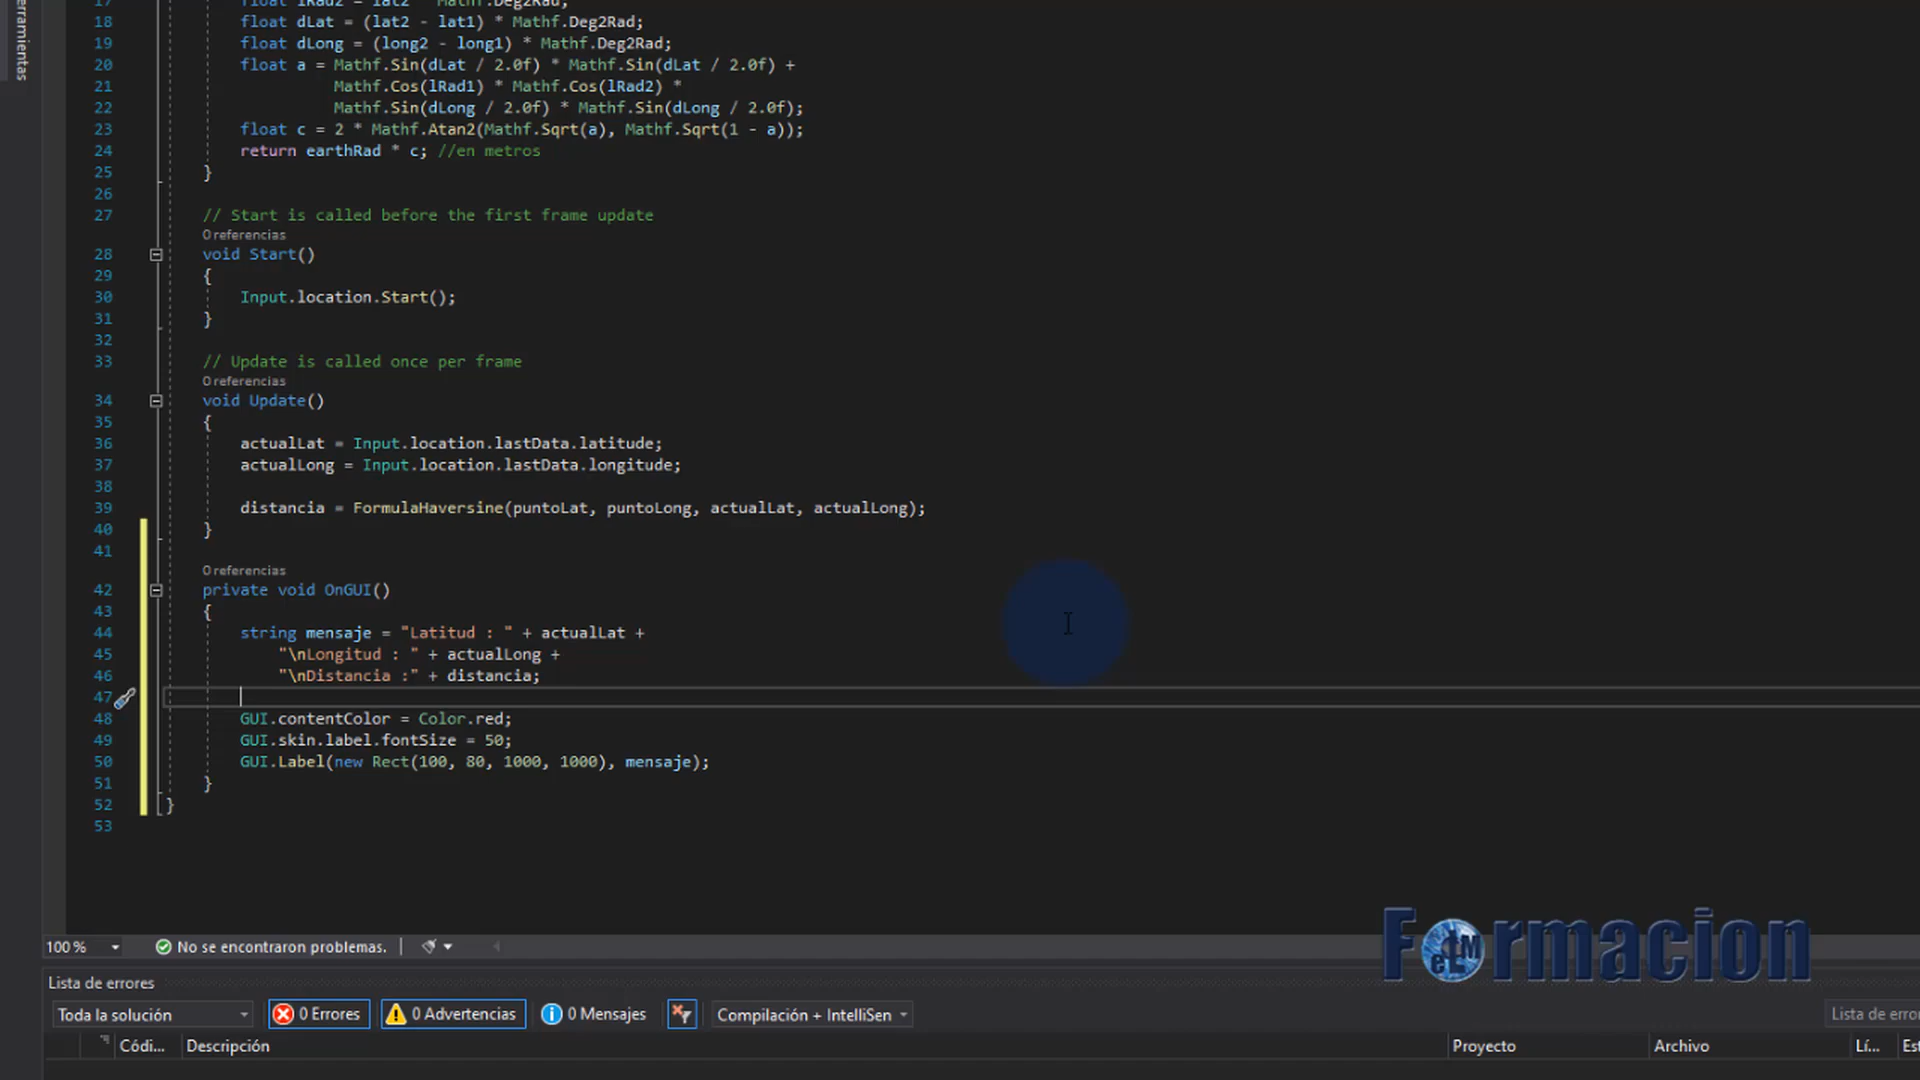 erramientas
17 float lRad2 = lat2 * Mathf.Deg2Rad;
18 float dLat = (lat2 - lat1) * Mathf.Deg2Rad;
19 float dLong = (long2 - long1) * Mathf.Deg2Rad;
20 float a = Mathf.Sin(dLat / 2.0f) * Mathf.Sin(dLat / 2.0f) +
21 Mathf.Cos(lRad1) * Mathf.Cos(lRad2) *
22 Mathf.Sin(dLong / 2.0f) * Mathf.Sin(dLong / 2.0f);
23 float c = 2 * Mathf.Atan2(Mathf.Sqrt(a), Mathf.Sqrt(1 - a));
24 return earthRad * c; //en metros
25 }
26
27 // Start is called before the first frame update
0 referencias
28 void Start()
29 {
30 Input.location.Start();
31 }
32
33 // Update is called once per frame
0 referencias
34 void Update()
35 {
36 actualLat = Input.location.lastData.latitude;
37 actualLong = Input.location.lastData.longitude;
38
39 distancia = FormulaHaversine(puntoLat, puntoLong, actualLat, actualLong);
40 }
41
0 referencias
42 private void OnGUI()
43 {
44 string mensaje = "Latitud : " + actualLat +
45 "\nLongitud : " + actualLong +
46 "\nDistancia :" + distancia;
47
48 GUI.contentColor = Color.red;
49 GUI.skin.label.fontSize = 50;
50 GUI.Label(new Rect(100, 80, 1000, 1000), mensaje);
51 }
52 }
53
100 % No se encontraron problemas.
Formacion
Lista de errores
Toda la solución 0 Errores 0 Advertencias 0 Mensajes Compilación + IntelliSen Lista de error
Códi... Descripción Proyecto Archivo Lí... Es